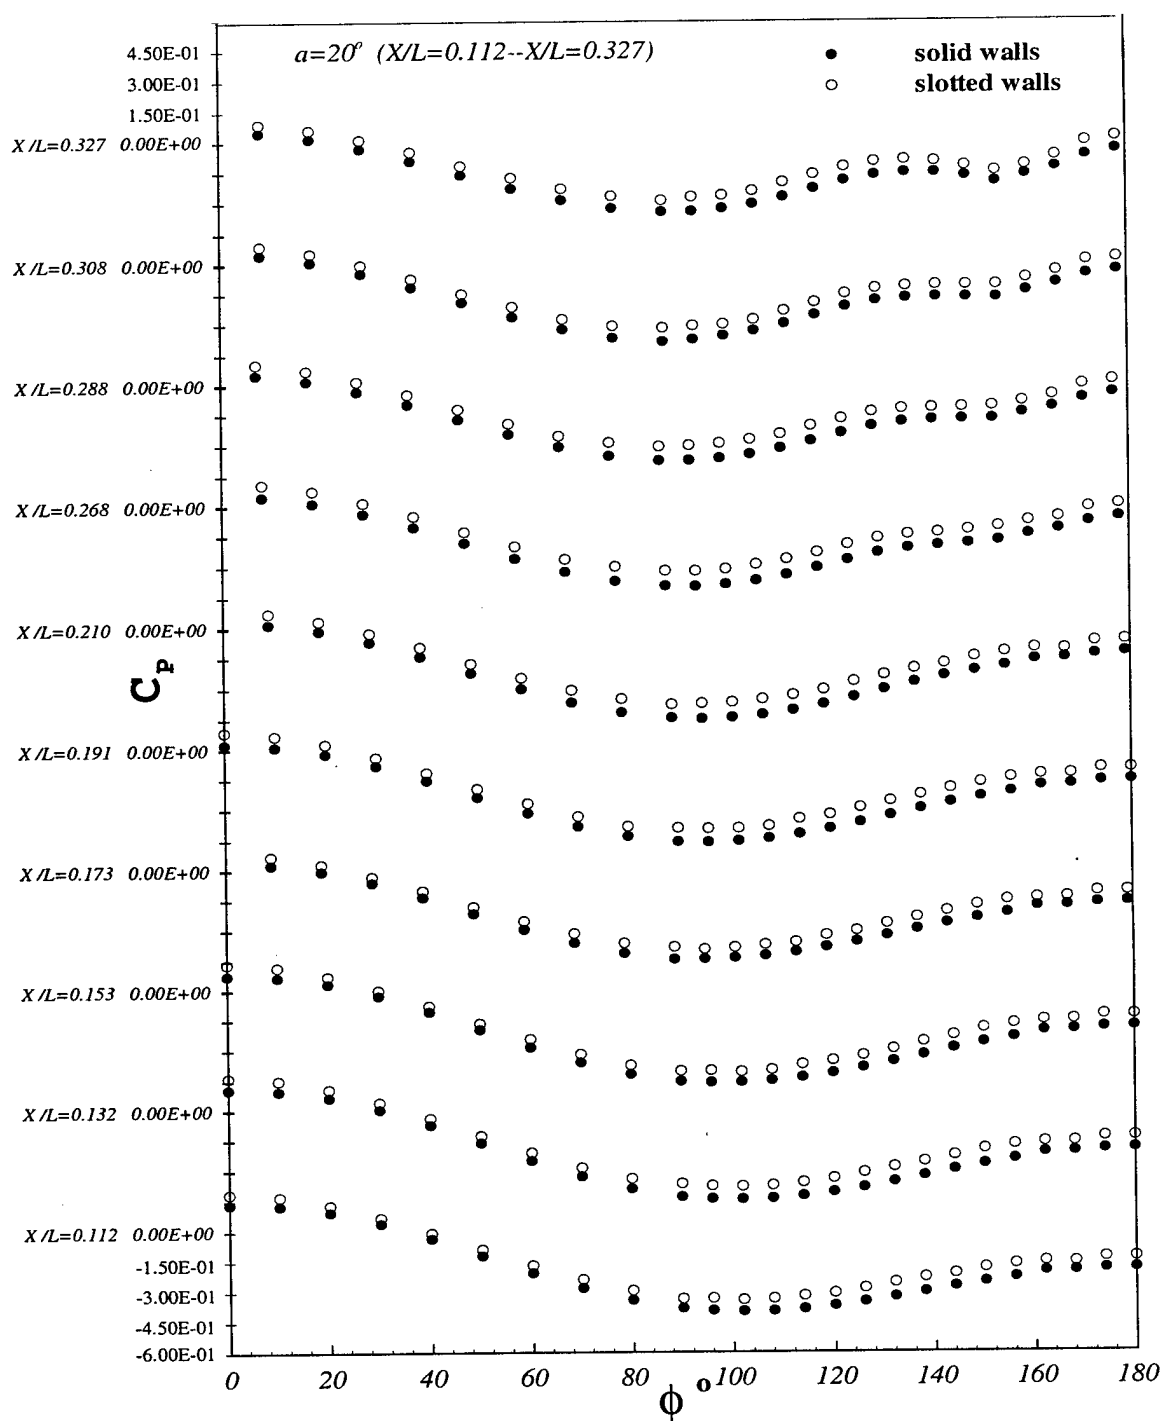 4.50E-01
a=20° (X/L=0.112--X/L=0.327)
solid walls
3.00E-01
slotted walls
1.50E-01
X/L=0.327 0.00E+00
X/L=0.308 0.00E+00
X/L=0.288 0.00E+00
X/L=0.268 0.00E+00
X/L=0.210 0.00E+00
Cp
X/L=0.191 0.00E+00
X/L=0.173 0.00E+00
X/L=0.153 0.00E+00
X/L=0.132 0.00E+00
X/L=0.112 0.00E+00
-1.50E-01
-3.00E-01
-4.50E-01
-6.00E-01
0 20 40 60 80 100 120 140 160 180
ϕ°